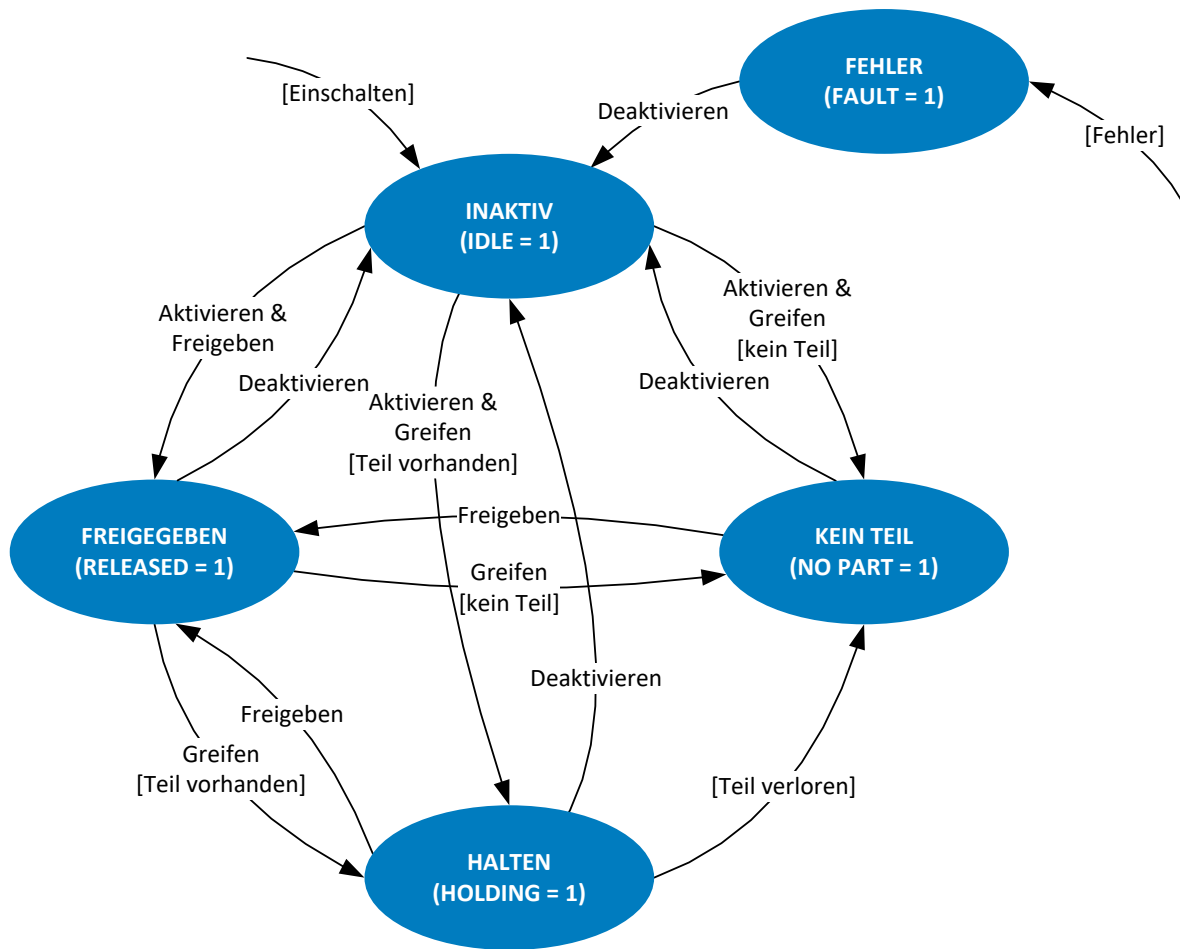 FEHLER
(FAULT = 1)
[Einschalten]
Deaktivieren
[Fehler]
INAKTIV
(IDLE = 1)
Aktivieren &
Freigeben
Aktivieren &
Greifen
[kein Teil]
Deaktivieren
Deaktivieren
Aktivieren &
Greifen
[Teil vorhanden]
FREIGEGEBEN
(RELEASED = 1)
Freigeben
KEIN TEIL
(NO PART = 1)
Greifen
[kein Teil]
Deaktivieren
Freigeben
Greifen
[Teil vorhanden]
[Teil verloren]
HALTEN
(HOLDING = 1)